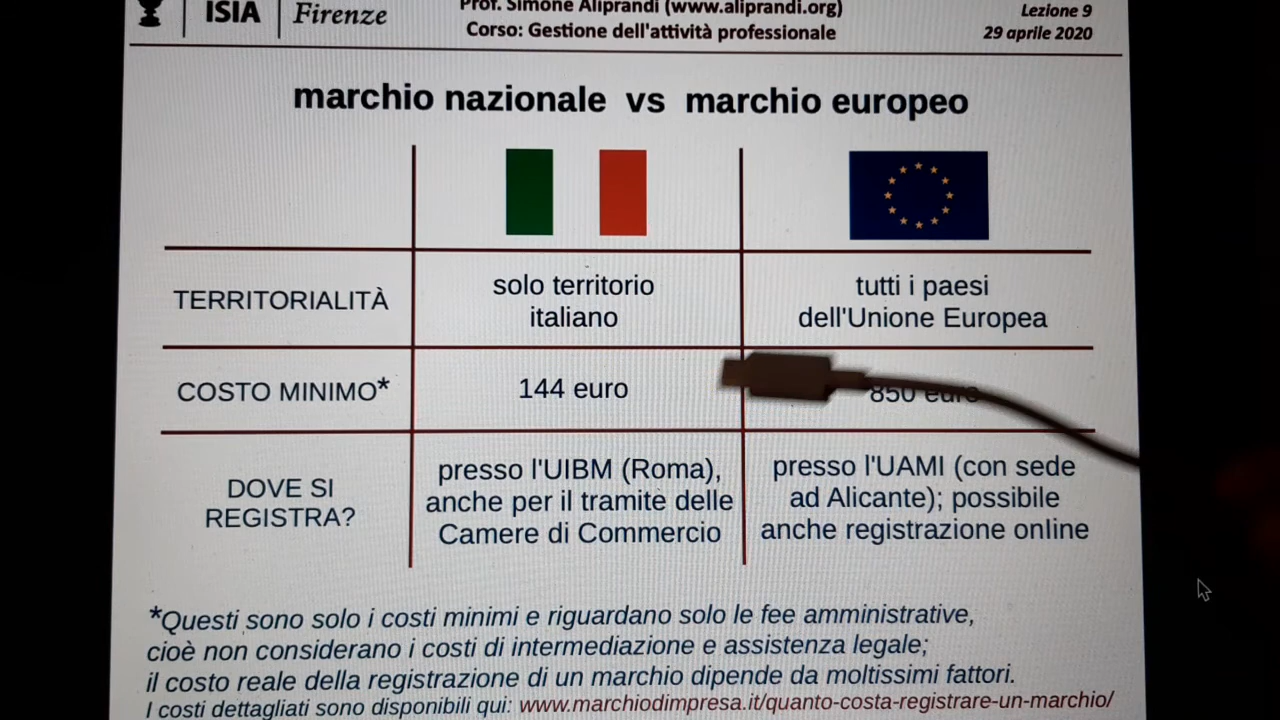 ISIA Firenze
Prof. Simone Aliprandi (www.aliprandi.org)
Corso: Gestione dell'attività professionale
Lezione 9
29 aprile 2020
marchio nazionale vs marchio europeo
TERRITORIALITÀ
solo territorio
italiano
tutti i paesi
dell'Unione Europea
COSTO MINIMO*
144 euro
850 euro
DOVE SI
REGISTRA?
presso l'UIBM (Roma),
anche per il tramite delle
Camere di Commercio
presso l'UAMI (con sede
ad Alicante); possibile
anche registrazione online
*Questi sono solo i costi minimi e riguardano solo le fee amministrative,
cioè non considerano i costi di intermediazione e assistenza legale;
il costo reale della registrazione di un marchio dipende da moltissimi fattori.
I costi dettagliati sono disponibili qui: www.marchiodimpresa.it/quanto-costa-registrare-un-marchio/